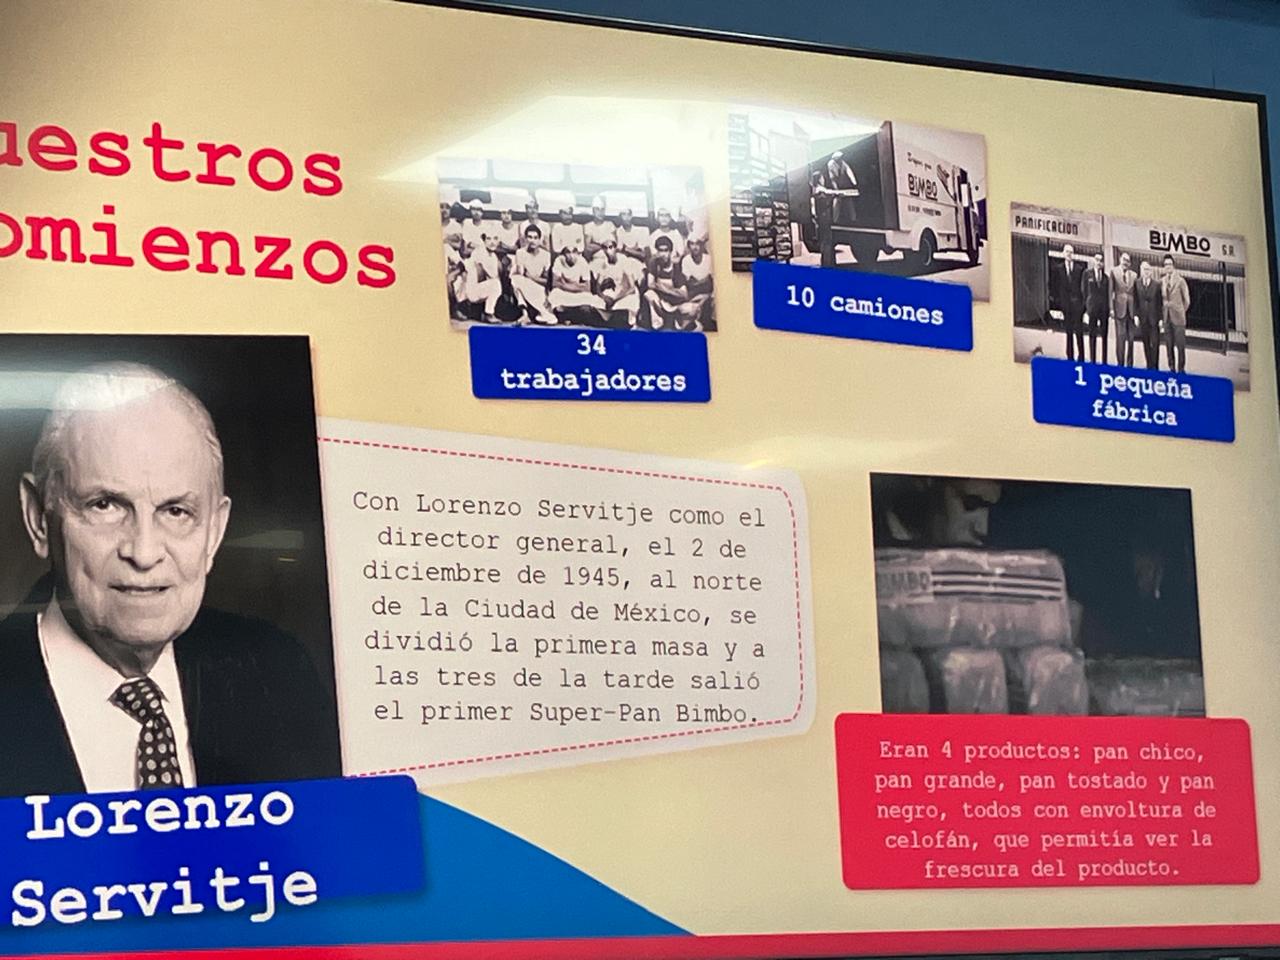 uestros
omienzos
34
trabajadores
BIMBO
10 camiones
PANIFICACIÓN
BIMBO S.A.
1 pequeña
fábrica
Con Lorenzo Servitje como el
director general, el 2 de
diciembre de 1945, al norte
de la Ciudad de México, se
dividió la primera masa y a
las tres de la tarde salió
el primer Super-Pan Bimbo.
Lorenzo
Servitje
BIMBO
Eran 4 productos: pan chico,
pan grande, pan tostado y pan
negro, todos con envoltura de
celofán, que permitía ver la
frescura del producto.